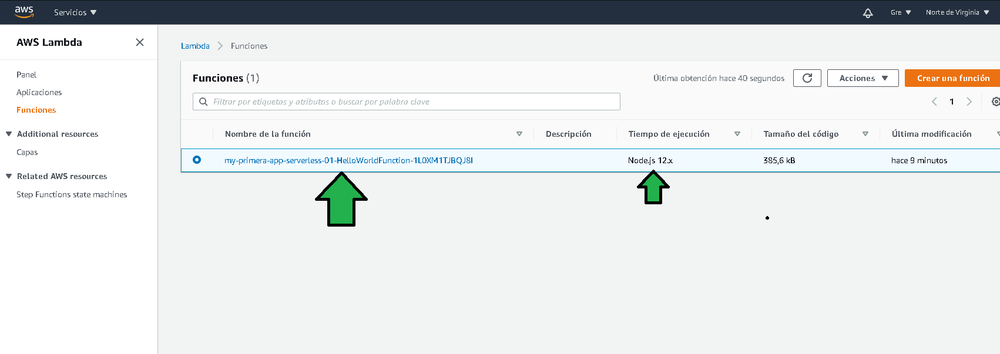 aws Servicios Gre Norte de Virginia
AWS Lambda
Panel
Aplicaciones
Funciones
Additional resources
Capas
Related AWS resources
Step Functions state machines
Lambda Funciones
Funciones (1) Última obtención hace 40 segundos Acciones Crear una función
Filtrar por etiquetas y atributos o buscar por palabra clave 1
Nombre de la función Descripción Tiempo de ejecución Tamaño del código Última modificación
my-primera-app-serverless-01-HelloWorldFunction-1L0XM1TJBQJ8I Node.js 12.x 385,6 kB hace 9 minutos